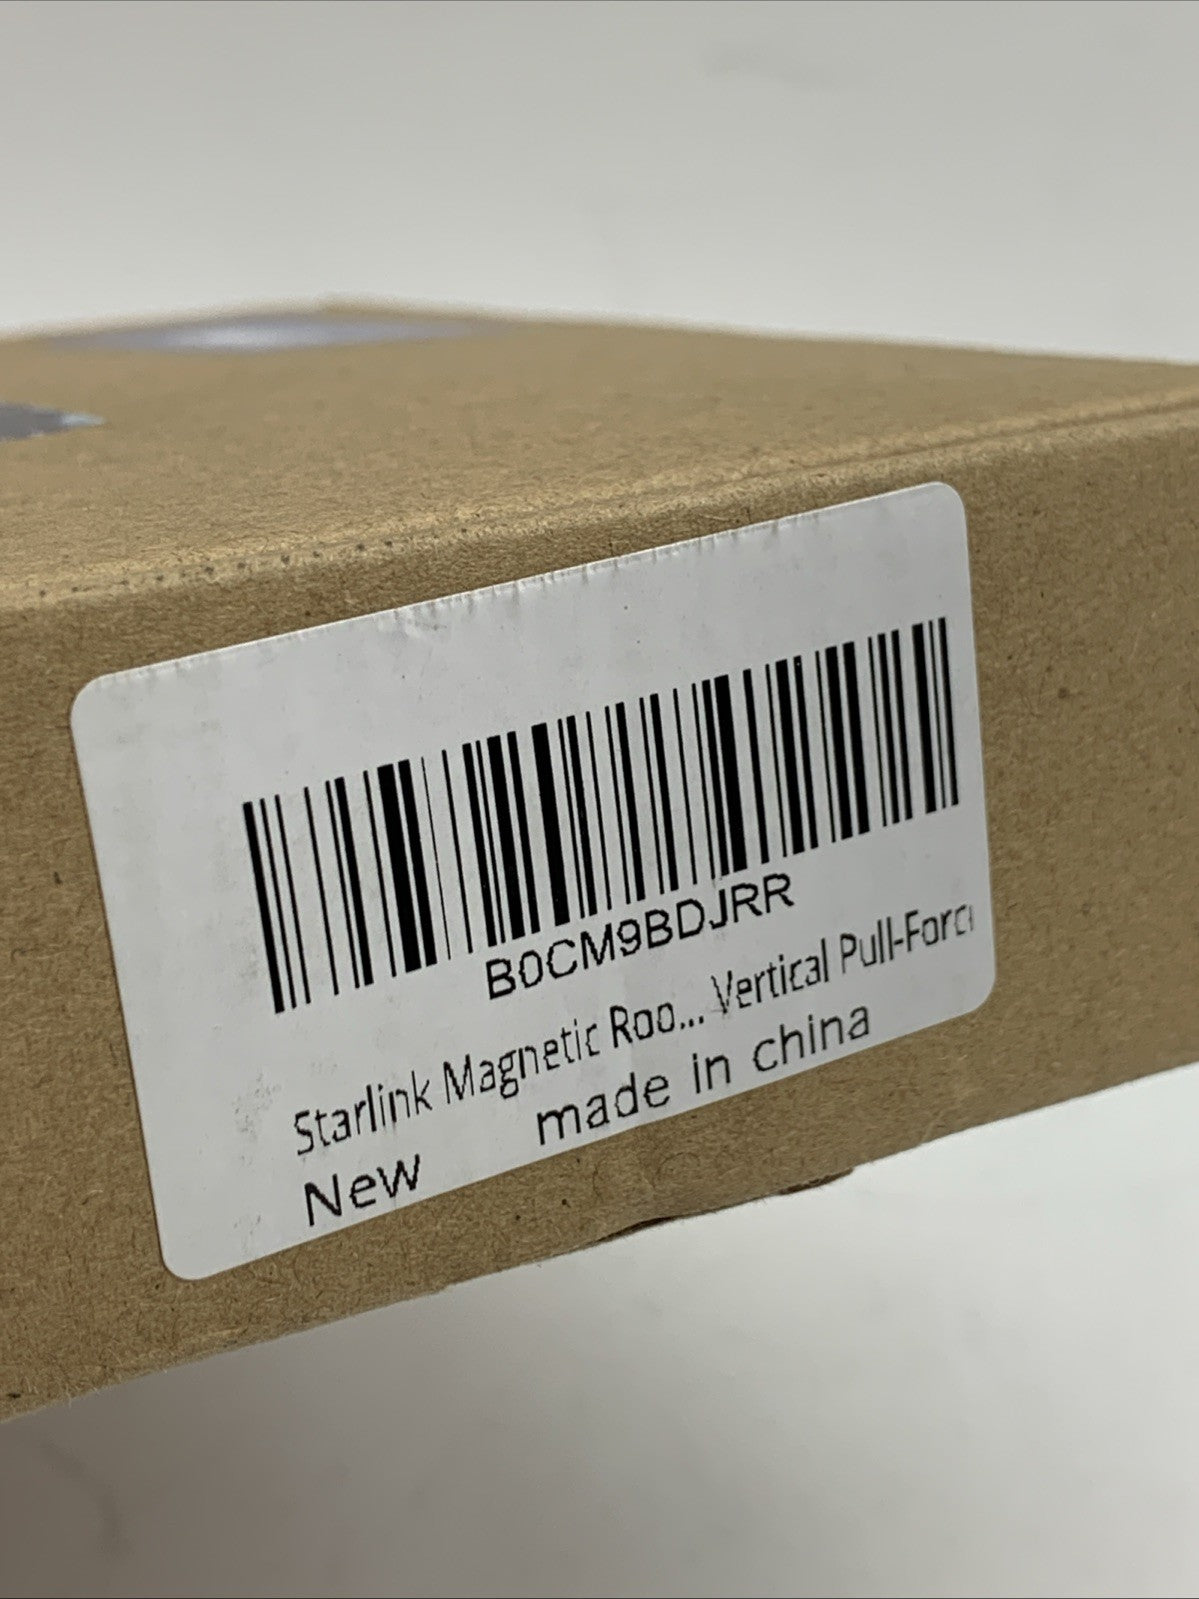 B0CM9BDJRR
Starlink Magnetic Roo... Vertical Pull-Forc
New made in china